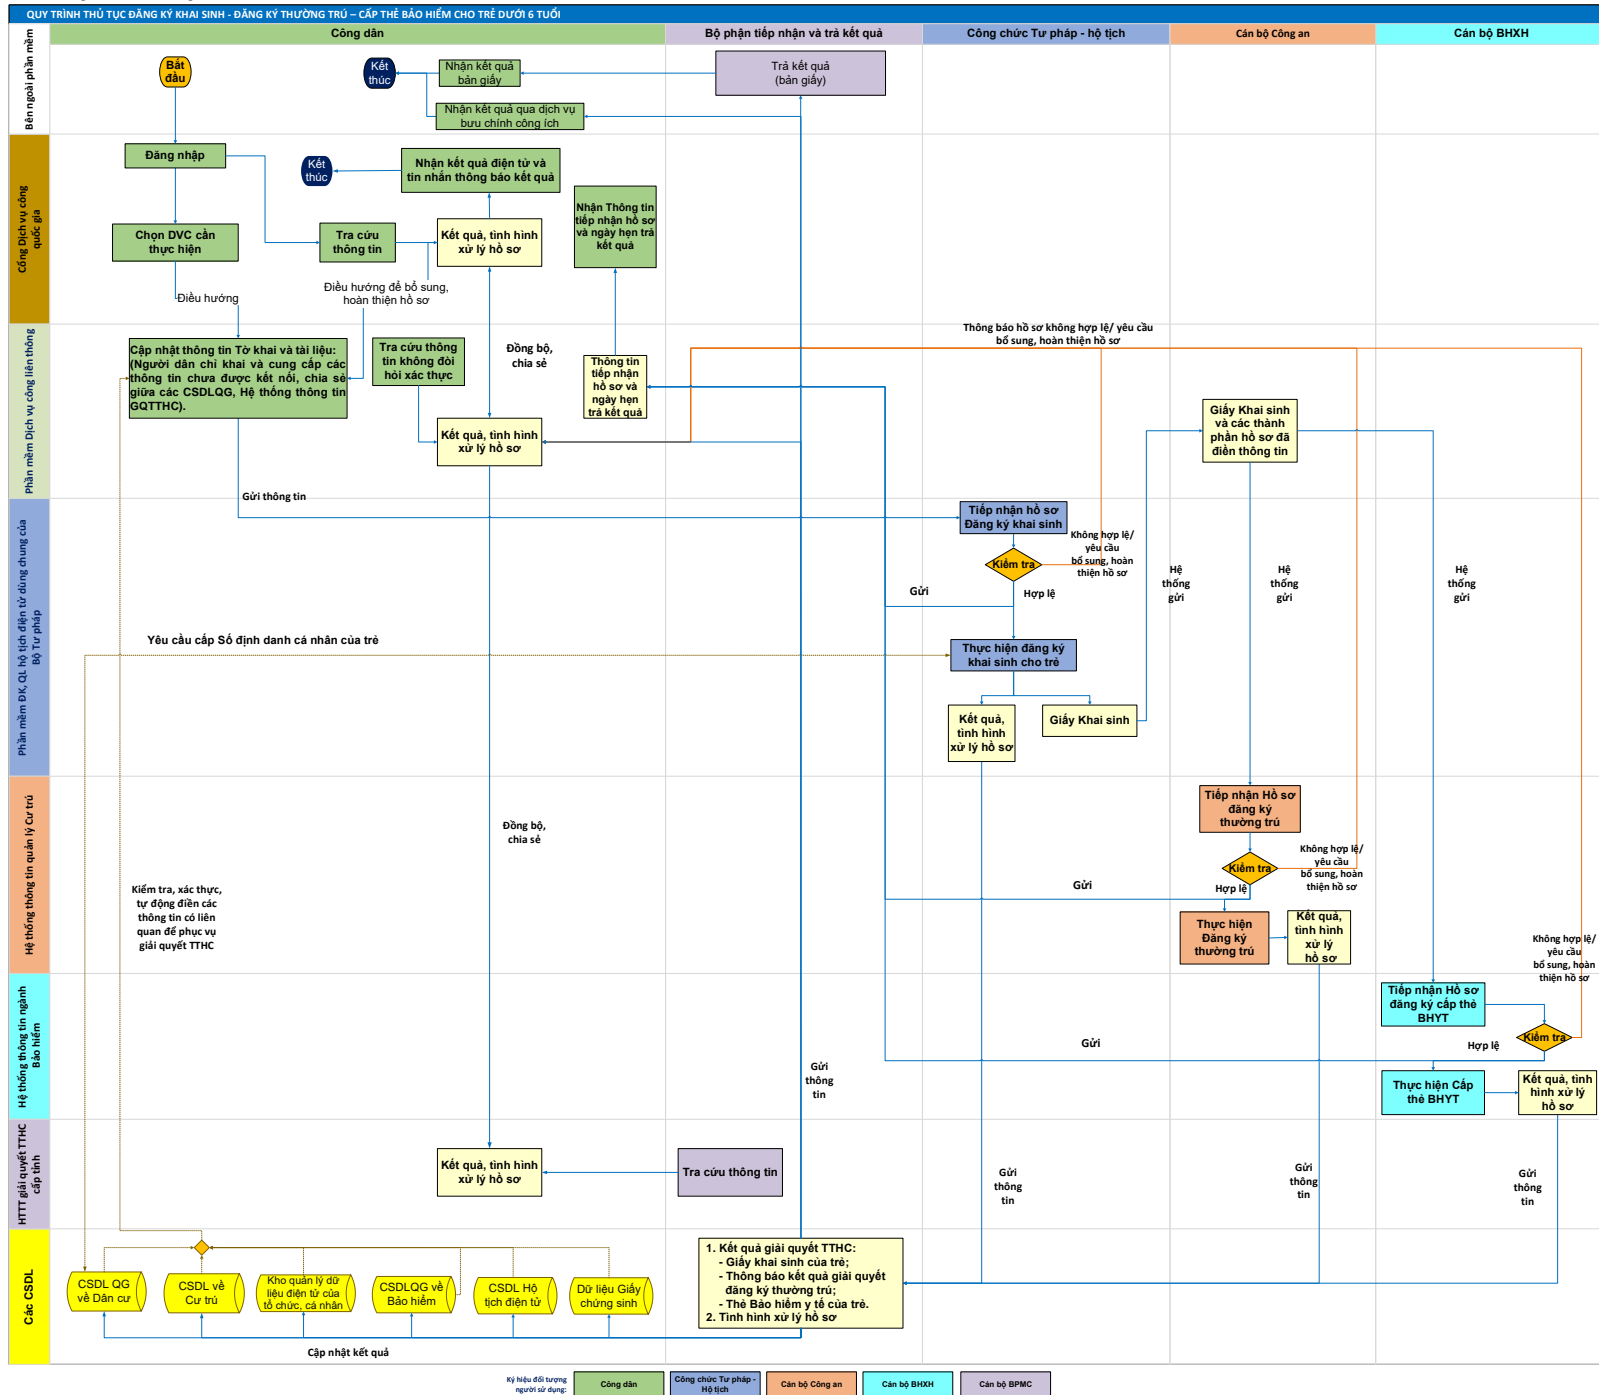 QUY TRÌNH THỦ TỤC ĐĂNG KÝ KHAI SINH - ĐĂNG KÝ THƯỜNG TRÚ – CẤP THẺ BẢO HIỂM CHO TRẺ DƯỚI 6 TUỔI
Công dân
Bộ phận tiếp nhận và trả kết quả
Công chức Tư pháp - hộ tịch
Cán bộ Công an
Cán bộ BHXH
Bên ngoài phần mềm
Bắt
đầu
Kết
thúc
Nhận kết quả
bản giấy
Trả kết quả
(bản giấy)
Nhận kết quả qua dịch vụ
bưu chính công ích
Cổng Dịch vụ công
quốc gia
Đăng nhập
Kết
thúc
Nhận kết quả điện tử và
tin nhắn thông báo kết quả
Nhận Thông tin
tiếp nhận hồ sơ
và ngày hẹn trả
kết quả
Chọn DVC cần
thực hiện
Tra cứu
thông tin
Kết quả, tình hình
xử lý hồ sơ
Điều hướng
Điều hướng để bổ sung,
hoàn thiện hồ sơ
Phần mềm Dịch vụ công liên thông
Thông báo hồ sơ không hợp lệ/ yêu cầu
bổ sung, hoàn thiện hồ sơ
Cập nhật thông tin Tờ khai và tài liệu:
(Người dân chỉ khai và cung cấp các
thông tin chưa được kết nối, chia sẻ
giữa các CSDLQG, Hệ thống thông tin
GQTTHC).
Tra cứu thông
tin không đòi
hỏi xác thực
Đồng bộ,
chia sẻ
Thông tin
tiếp nhận
hồ sơ và
ngày hẹn
trả kết quả
Kết quả, tình hình
xử lý hồ sơ
Giấy Khai sinh
và các thành
phần hồ sơ đã
điền thông tin
Gửi thông tin
Phần mềm ĐK, QL hộ tịch điện tử dùng chung của
Bộ Tư pháp
Tiếp nhận hồ sơ
Đăng ký khai sinh
Kiểm tra
Không hợp lệ/
yêu cầu
bổ sung, hoàn
thiện hồ sơ
Gửi
Hợp lệ
Hệ
thống
gửi
Hệ
thống
gửi
Hệ
thống
gửi
Yêu cầu cấp Số định danh cá nhân của trẻ
Thực hiện đăng ký
khai sinh cho trẻ
Kết quả,
tình hình
xử lý hồ sơ
Giấy Khai sinh
Hệ thống thông tin quản lý Cư trú
Tiếp nhận Hồ sơ
đăng ký
thường trú
Đồng bộ,
chia sẻ
Kiểm tra
Không hợp lệ/
yêu cầu
bổ sung, hoàn
thiện hồ sơ
Gửi
Hợp lệ
Kiểm tra, xác thực,
tự động điền các
thông tin có liên
quan để phục vụ
giải quyết TTHC
Thực hiện
Đăng ký
thường trú
Kết quả,
tình hình
xử lý
hồ sơ
Không hợp lệ/
yêu cầu
bổ sung, hoàn
thiện hồ sơ
Hệ thống thông tin ngành
Bảo hiểm
Tiếp nhận Hồ sơ
đăng ký cấp thẻ
BHYT
Kiểm tra
Gửi
Hợp lệ
Gửi
thông
tin
Thực hiện Cấp
thẻ BHYT
Kết quả, tình
hình xử lý
hồ sơ
HTTT giải quyết TTHC
cấp tỉnh
Kết quả, tình hình
xử lý hồ sơ
Tra cứu thông tin
Gửi
thông
tin
Gửi
thông
tin
Gửi
thông
tin
Các CSDL
CSDL QG
về Dân cư
CSDL về
Cư trú
Kho quản lý dữ
liệu điện tử của
tổ chức, cá nhân
CSDLQG về
Bảo hiểm
CSDL Hộ
tịch điện tử
Dữ liệu Giấy
chứng sinh
1. Kết quả giải quyết TTHC:
- Giấy khai sinh của trẻ;
- Thông báo kết quả giải quyết
đăng ký thường trú;
- Thẻ Bảo hiểm y tế của trẻ.
2. Tình hình xử lý hồ sơ
Cập nhật kết quả
Ký hiệu đối tượng
người sử dụng:
Công dân
Công chức Tư pháp -
Hộ tịch
Cán bộ Công an
Cán bộ BHXH
Cán bộ BPMC